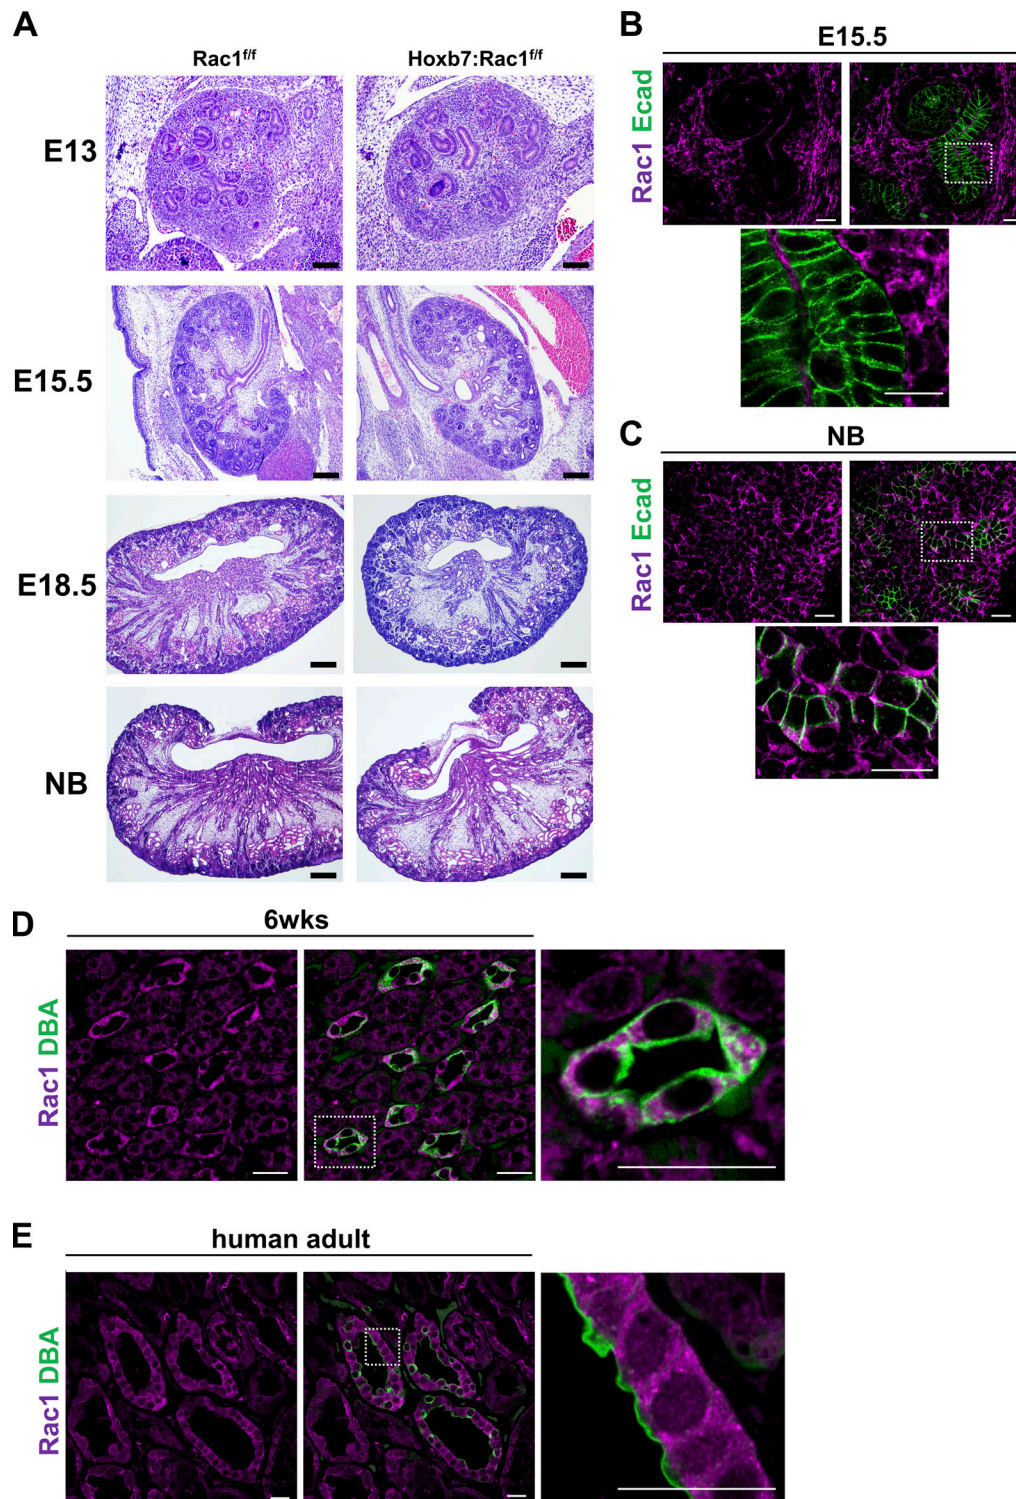 A
Rac1f/f
Hoxb7:Rac1f/f
E13
E15.5
E18.5
NB
B
E15.5
Rac1 Ecad
C
NB
Rac1 Ecad
D
6wks
Rac1 DBA
E
human adult
Rac1 DBA